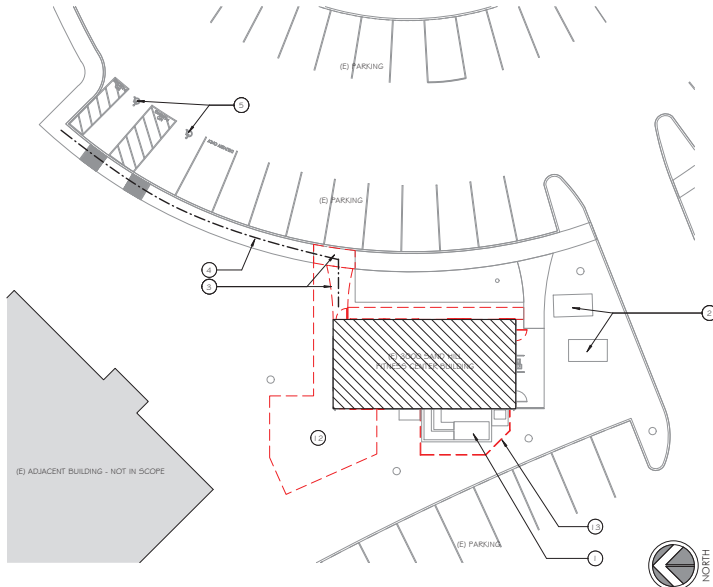 (E) PARKING
5
(E) PARKING
4
3
2
(E) 3000 SAND HILL
FITNESS CENTER BUILDING
12
(E) ADJACENT BUILDING - NOT IN SCOPE
13
(E) PARKING
1
NORTH